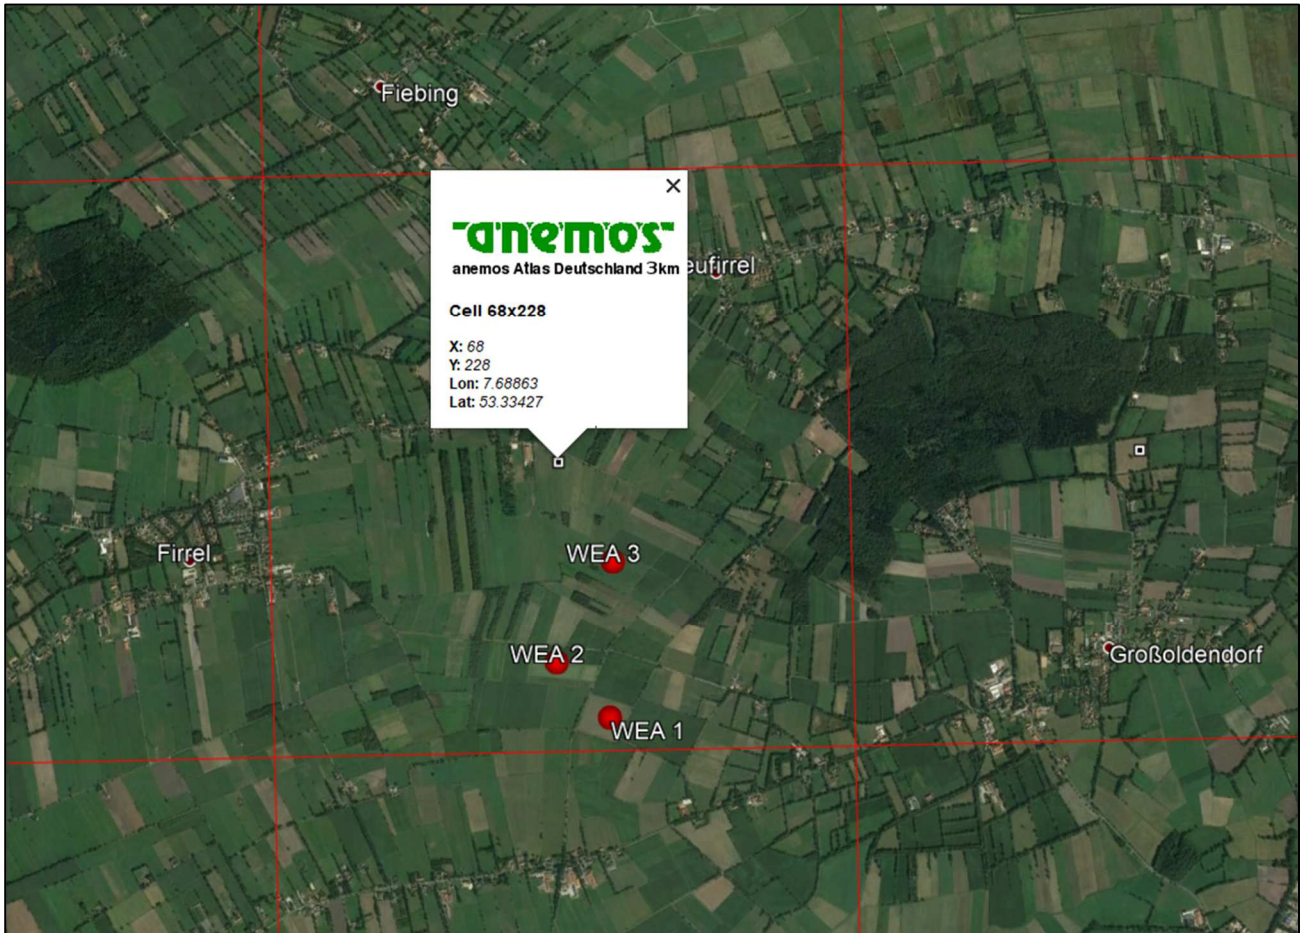 Fiebing
anemos
anemos Atlas Deutschland 3km
eufirrel
Cell 68x228
X: 68
Y: 228
Lon: 7.68863
Lat: 53.33427
Firrel
WEA 3
WEA 2
Großoldendorf
WEA 1